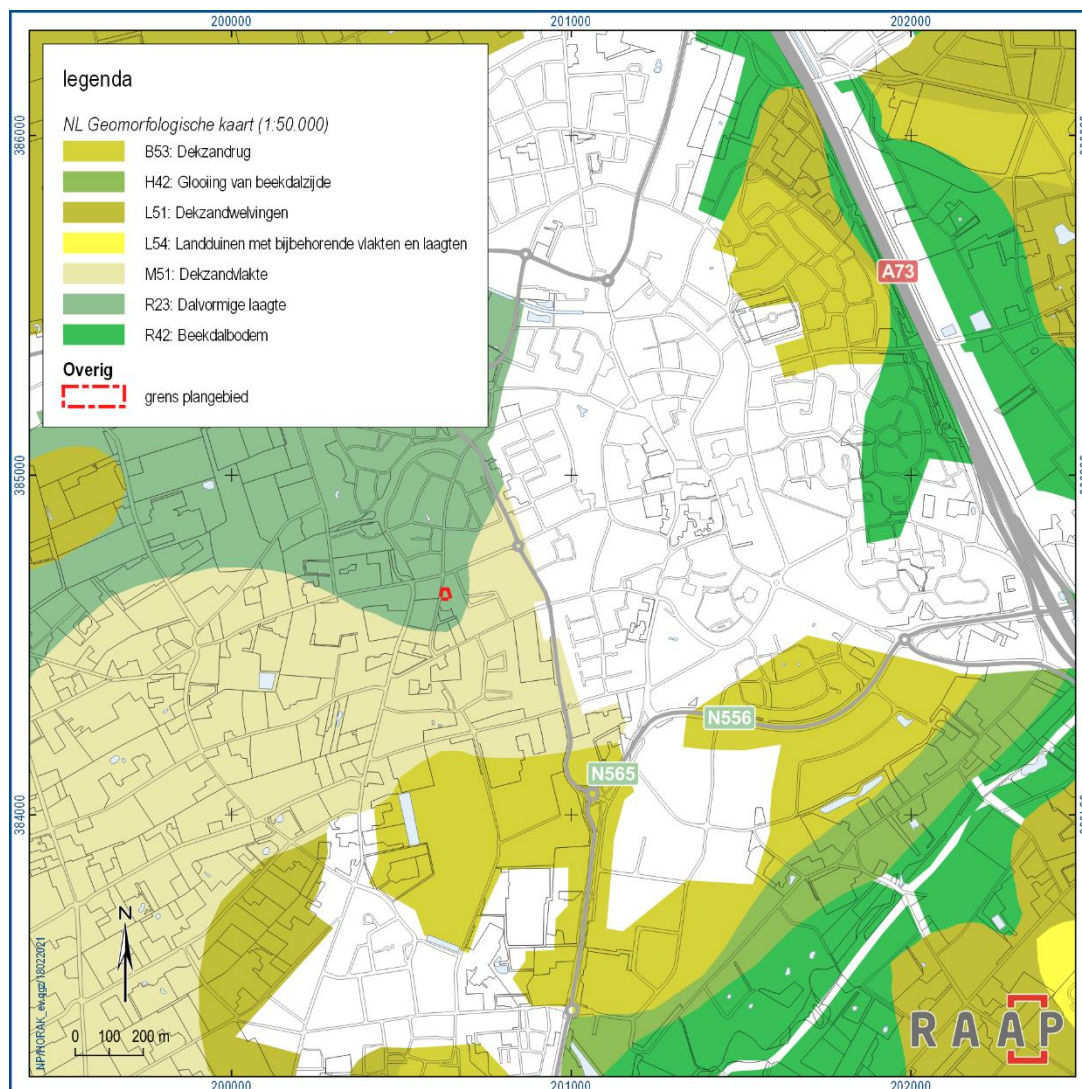 200000
201000
202000
legenda
NL Geomorfologische kaart (1:50.000)
B53: Dekzandrug
H42: Glooiing van beekdalzijde
L51: Dekzandwelvingen
L54: Landduinen met bijbehorende vlakten en laagten
M51: Dekzandvlakte
R23: Dalvormige laagte
R42: Beekdalbodem
Overig
grens plangebied
386000
385000
384000
A73
N556
N565
N
0 100 200 m
RAAP
200000
201000
202000